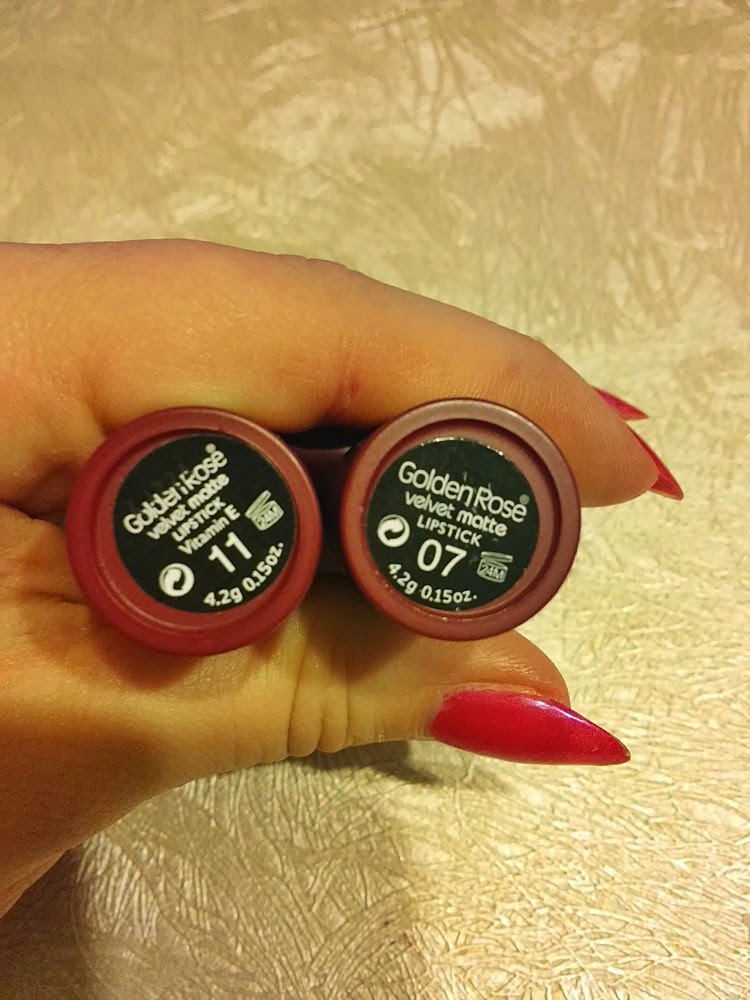 Golden Rose®
velvet matte
LIPSTICK
Vitamin E
11
24M
4.2g 0.15oz.
Golden Rose®
velvet matte
LIPSTICK
07
24M
4.2g 0.15oz.